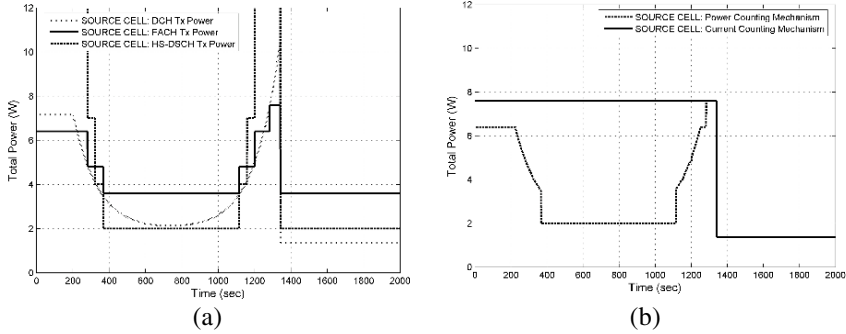 SOURCE CELL: DCH Tx Power
SOURCE CELL: FACH Tx Power
SOURCE CELL: HS-DSCH Tx Power
12
10
8
6
4
2
0
Total Power (W)
0 200 400 600 800 1000 1200 1400 1600 1800 2000
Time (sec)
(a)
SOURCE CELL: Power Counting Mechanism
SOURCE CELL: Current Counting Mechanism
12
10
8
6
4
2
0
Total Power (W)
0 200 400 600 800 1000 1200 1400 1600 1800 2000
Time (sec)
(b)